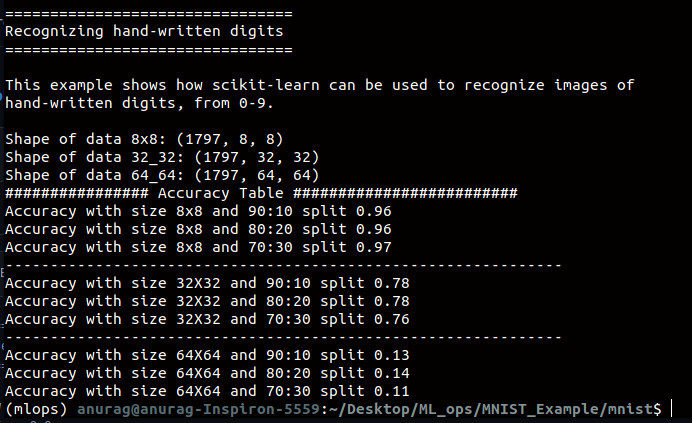 ================================
Recognizing hand-written digits
================================
This example shows how scikit-learn can be used to recognize images of
hand-written digits, from 0-9.
Shape of data 8x8: (1797, 8, 8)
Shape of data 32_32: (1797, 32, 32)
Shape of data 64_64: (1797, 64, 64)
################ Accuracy Table #########################
Accuracy with size 8x8 and 90:10 split 0.96
Accuracy with size 8x8 and 80:20 split 0.96
Accuracy with size 8x8 and 70:30 split 0.97
--------------------------------------------------------------
Accuracy with size 32X32 and 90:10 split 0.78
Accuracy with size 32X32 and 80:20 split 0.78
Accuracy with size 32X32 and 70:30 split 0.76
--------------------------------------------------------------
Accuracy with size 64X64 and 90:10 split 0.13
Accuracy with size 64X64 and 80:20 split 0.14
Accuracy with size 64X64 and 70:30 split 0.11
(mlops) anurag@anurag-Inspiron-5559:~/Desktop/ML_ops/MNIST_Example/mnist$